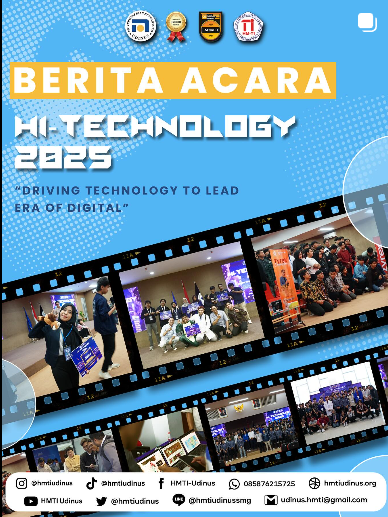 BERITA ACARA
HI-TECHNOLOGY
2025
“DRIVING TECHNOLOGY TO LEAD
ERA OF DIGITAL”
@hmtiudinus @hmtiudinus HMTI-Udinus 085876215725 hmtiudinus.org
HMTI Udinus @hmtiudinus @hmtiudinussmg udinus.hmti@gmail.com